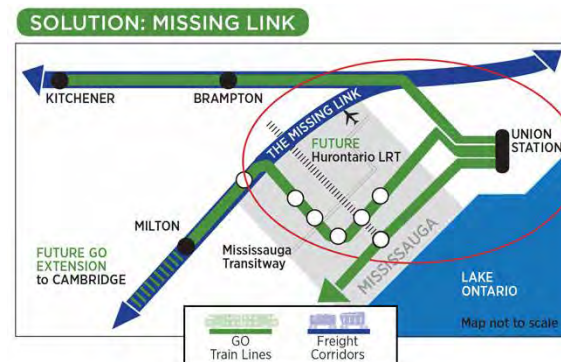 SOLUTION: MISSING LINK
KITCHENER
BRAMPTON
THE MISSING LINK
FUTURE
Hurontario LRT
UNION
STATION
MILTON
FUTURE GO
EXTENSION
to CAMBRIDGE
Mississauga
Transitway
MISSISSAUGA
LAKE
ONTARIO
Map not to scale
GO
Train Lines
Freight
Corridors